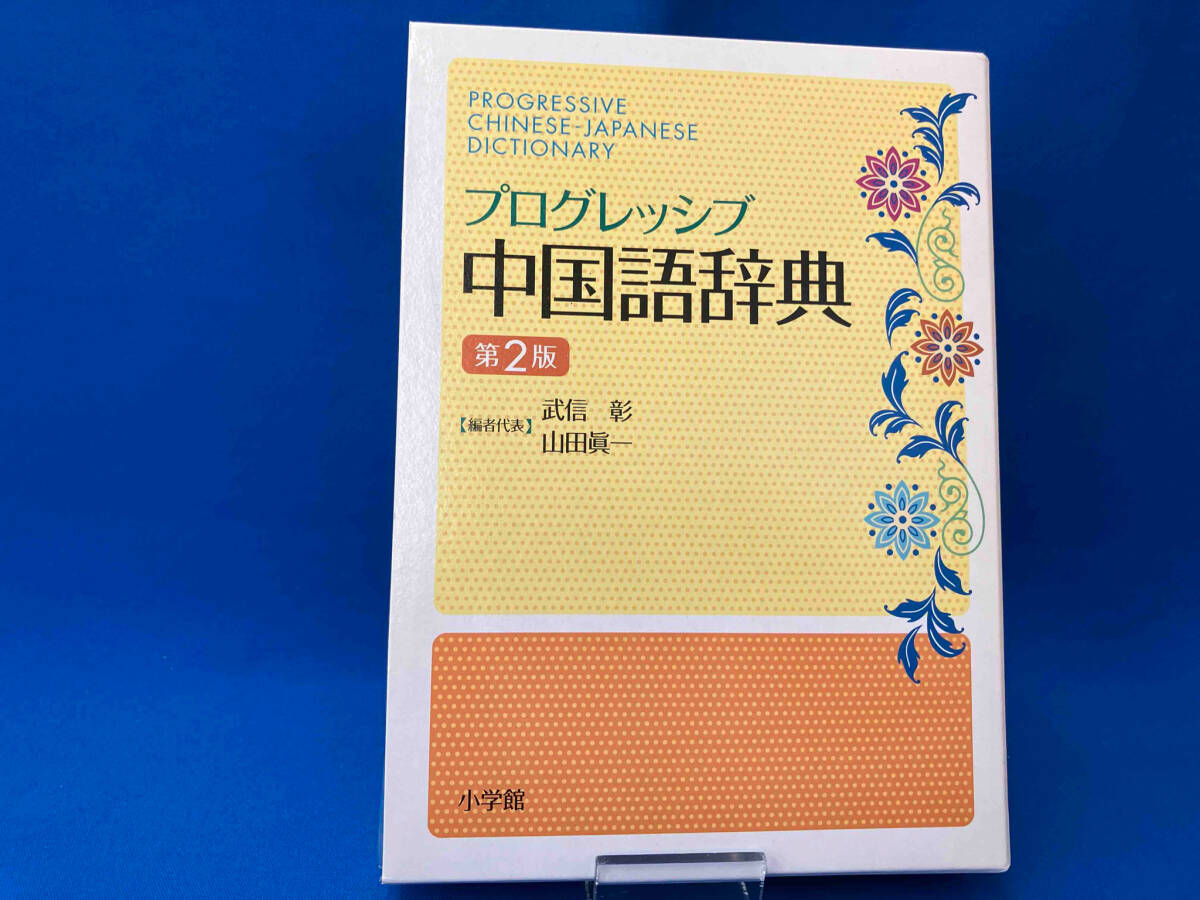 PROGRESSIVE
CHINESE-JAPANESE
DICTIONARY
プログレッシブ
中国語辞典
第2版
【編者代表】
武信 彰
山田眞一
小学館